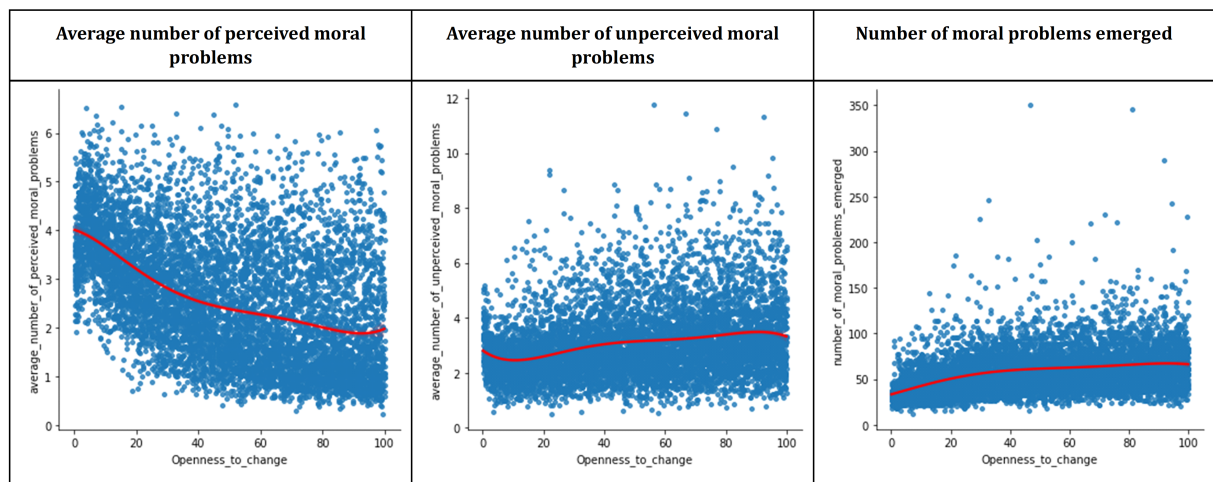 Average number of perceived moral
problems
Average number of unperceived moral
problems
Number of moral problems emerged
average_number_of_perceived_moral_problems
6
5
4
3
2
1
0
0 20 40 60 80 100
Openness_to_change
average_number_of_unperceived_moral_problems
12
10
8
6
4
2
0
0 20 40 60 80 100
Openness_to_change
number_of_moral_problems_emerged
350
300
250
200
150
100
50
0
0 20 40 60 80 100
Openness_to_change